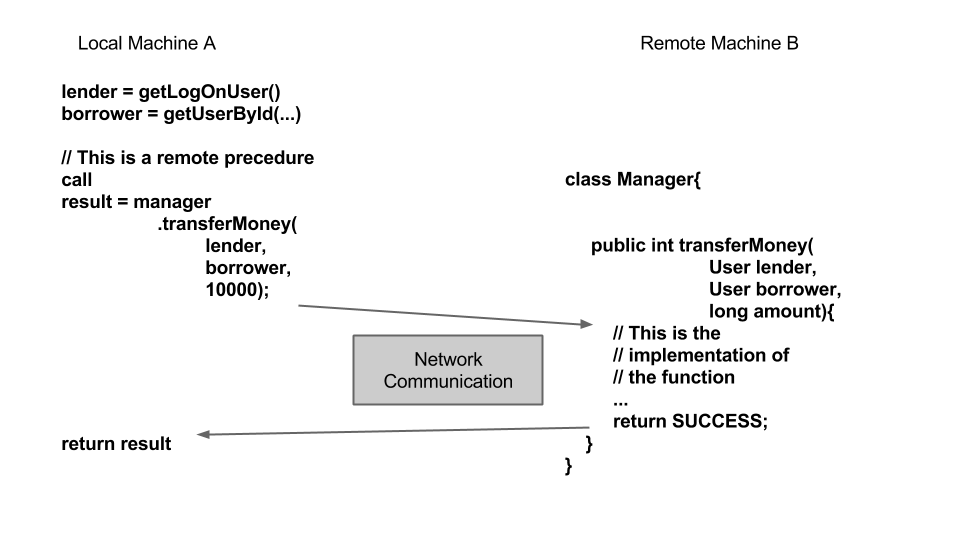 Local Machine A
Remote Machine B
lender = getLogOnUser()
borrower = getUserById(...)
// This is a remote precedure
call
result = manager
.transferMoney(
lender,
borrower,
10000);
return result
Network
Communication
class Manager{
public int transferMoney(
User lender,
User borrower,
long amount){
// This is the
// implementation of
// the function
...
return SUCCESS;
}
}